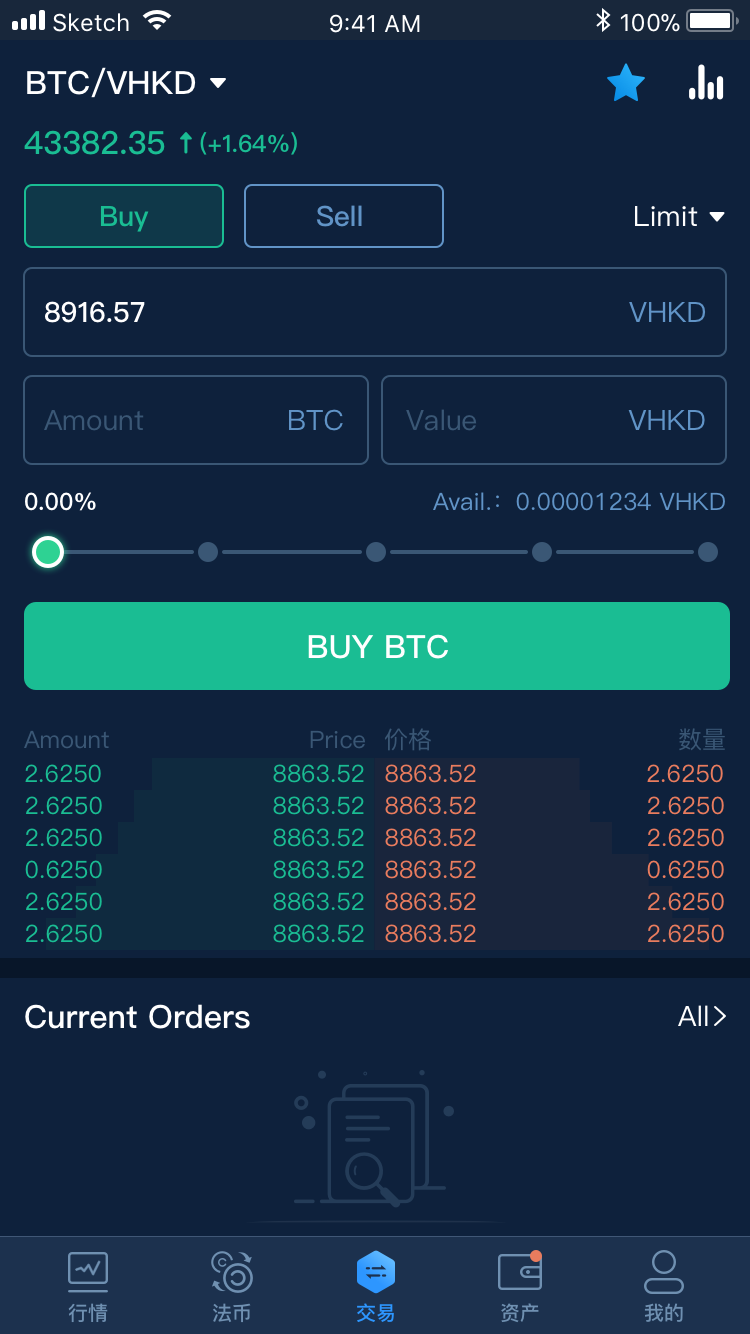 Sketch 9:41 AM 100%
BTC/VHKD
43382.35 ↑(+1.64%)
Buy Sell Limit
8916.57 VHKD
Amount BTC Value VHKD
0.00% Avail.: 0.00001234 VHKD
BUY BTC
Amount Price 价格 数量
2.6250 8863.52 8863.52 2.6250
2.6250 8863.52 8863.52 2.6250
2.6250 8863.52 8863.52 2.6250
0.6250 8863.52 8863.52 0.6250
2.6250 8863.52 8863.52 2.6250
2.6250 8863.52 8863.52 2.6250
Current Orders All>
行情 法币 交易 资产 我的